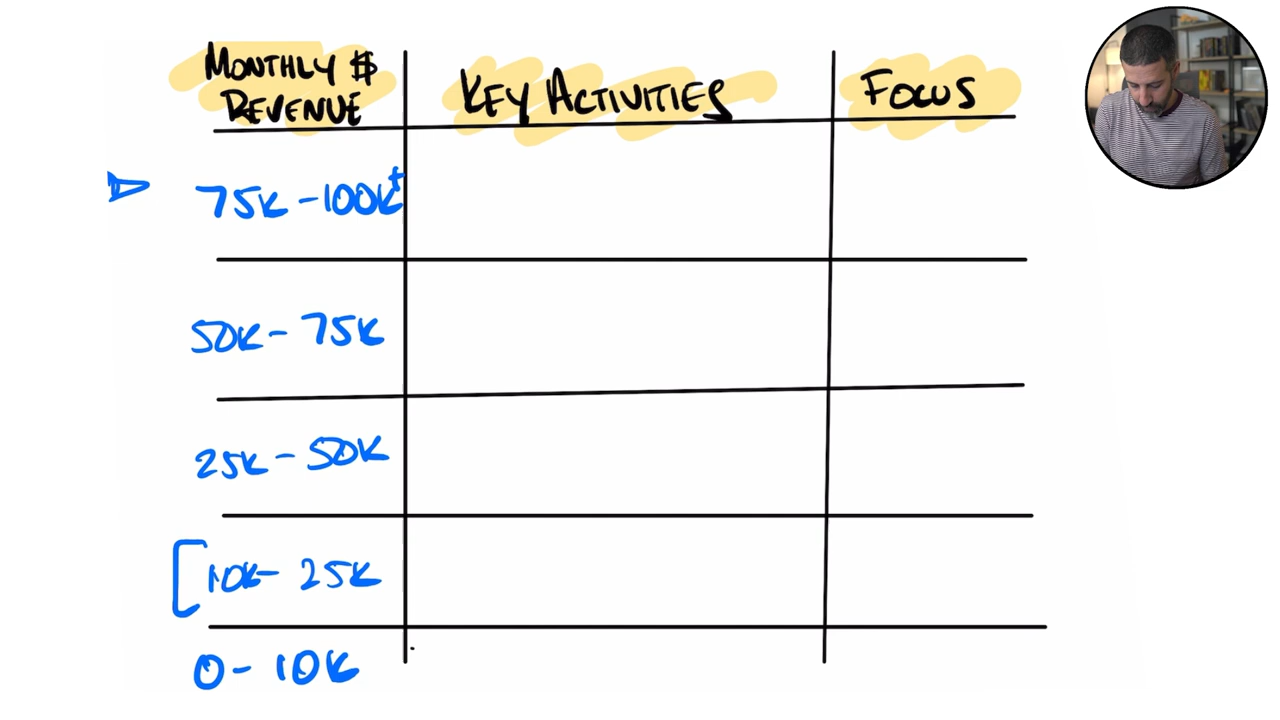 MONTHLY $
REVENUE
KEY ACTIVITIES
FOCUS
75K - 100K+
50K - 75K
25K - 50K
10K - 25K
0 - 10K